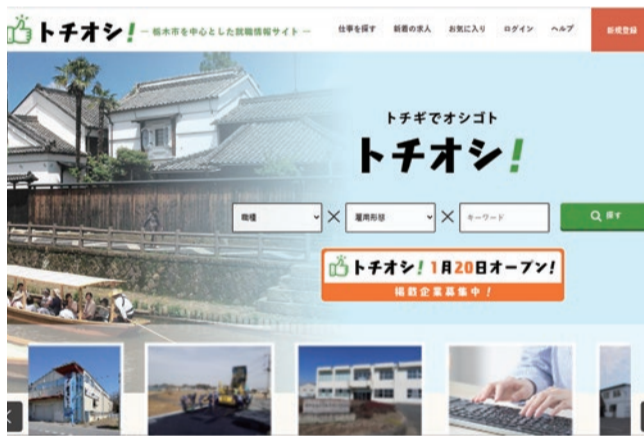 トチオシ! ― 栃木市を中心とした就職情報サイト ―
仕事を探す 新着の求人 お気に入り ログイン ヘルプ 新規登録
トチギでオシゴト
トチオシ!
職種 × 雇用形態 × キーワード 探す
トチオシ! 1月20日オープン!
掲載企業募集中!